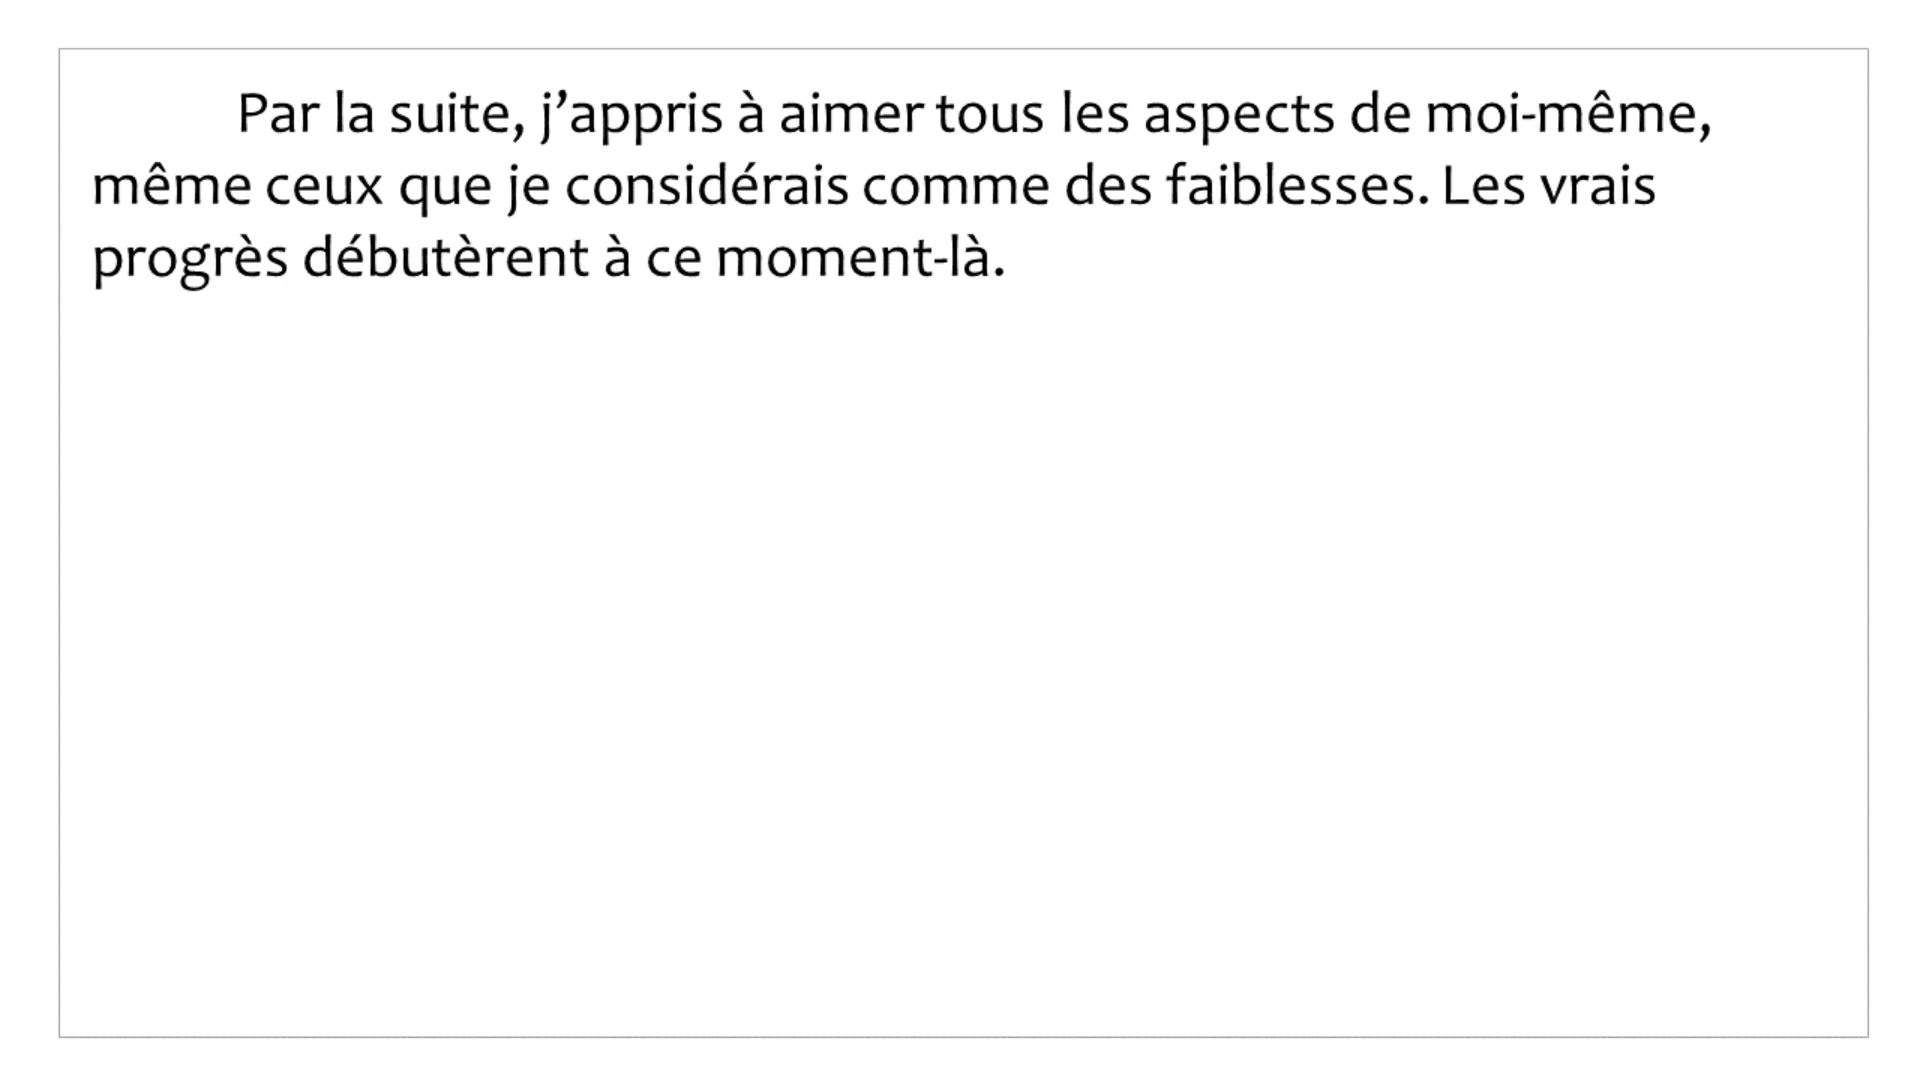 Par la suite, j’appris à aimer tous les aspects de moi-même,
même ceux que je considérais comme des faiblesses. Les vrais
progrès débutèrent à ce moment-là.